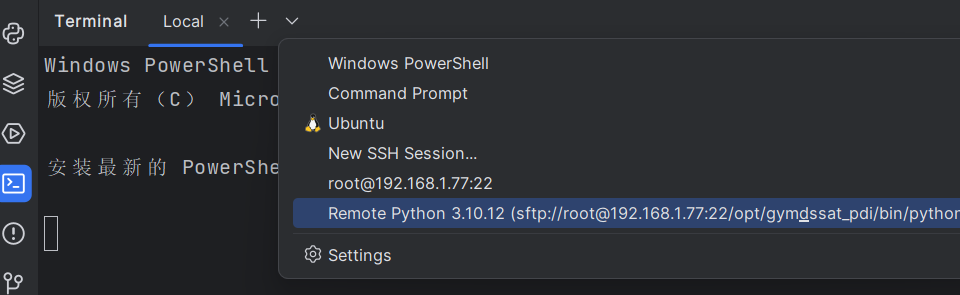 Terminal Local
Windows PowerShell
版权所有（C） Micro
安装最新的 PowerShe
Windows PowerShell
Command Prompt
Ubuntu
New SSH Session...
root@192.168.1.77:22
Remote Python 3.10.12 (sftp://root@192.168.1.77:22/opt/gymdssat_pdi/bin/python
Settings